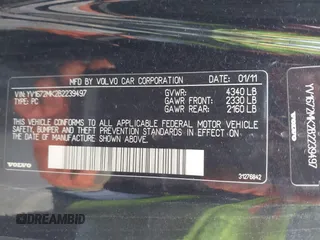 MFD. BY VOLVO CAR CORPORATION 01/11
VIN: YV1672MK2B2239497 GVWR: 4340 LB
TYPE: PC GAWR FRONT: 2330 LB
GAWR REAR: 2160 LB
THIS VEHICLE CONFORMS TO ALL APPLICABLE FEDERAL MOTOR VEHICLE
SAFETY, BUMPER AND THEFT PREVENTION STANDARDS IN EFFECT ON THE DATE
OF MANUFACTURE SHOWN ABOVE.
VOLVO 31276842
YV1672MK2B2239497
VOLVO
DREAMBID